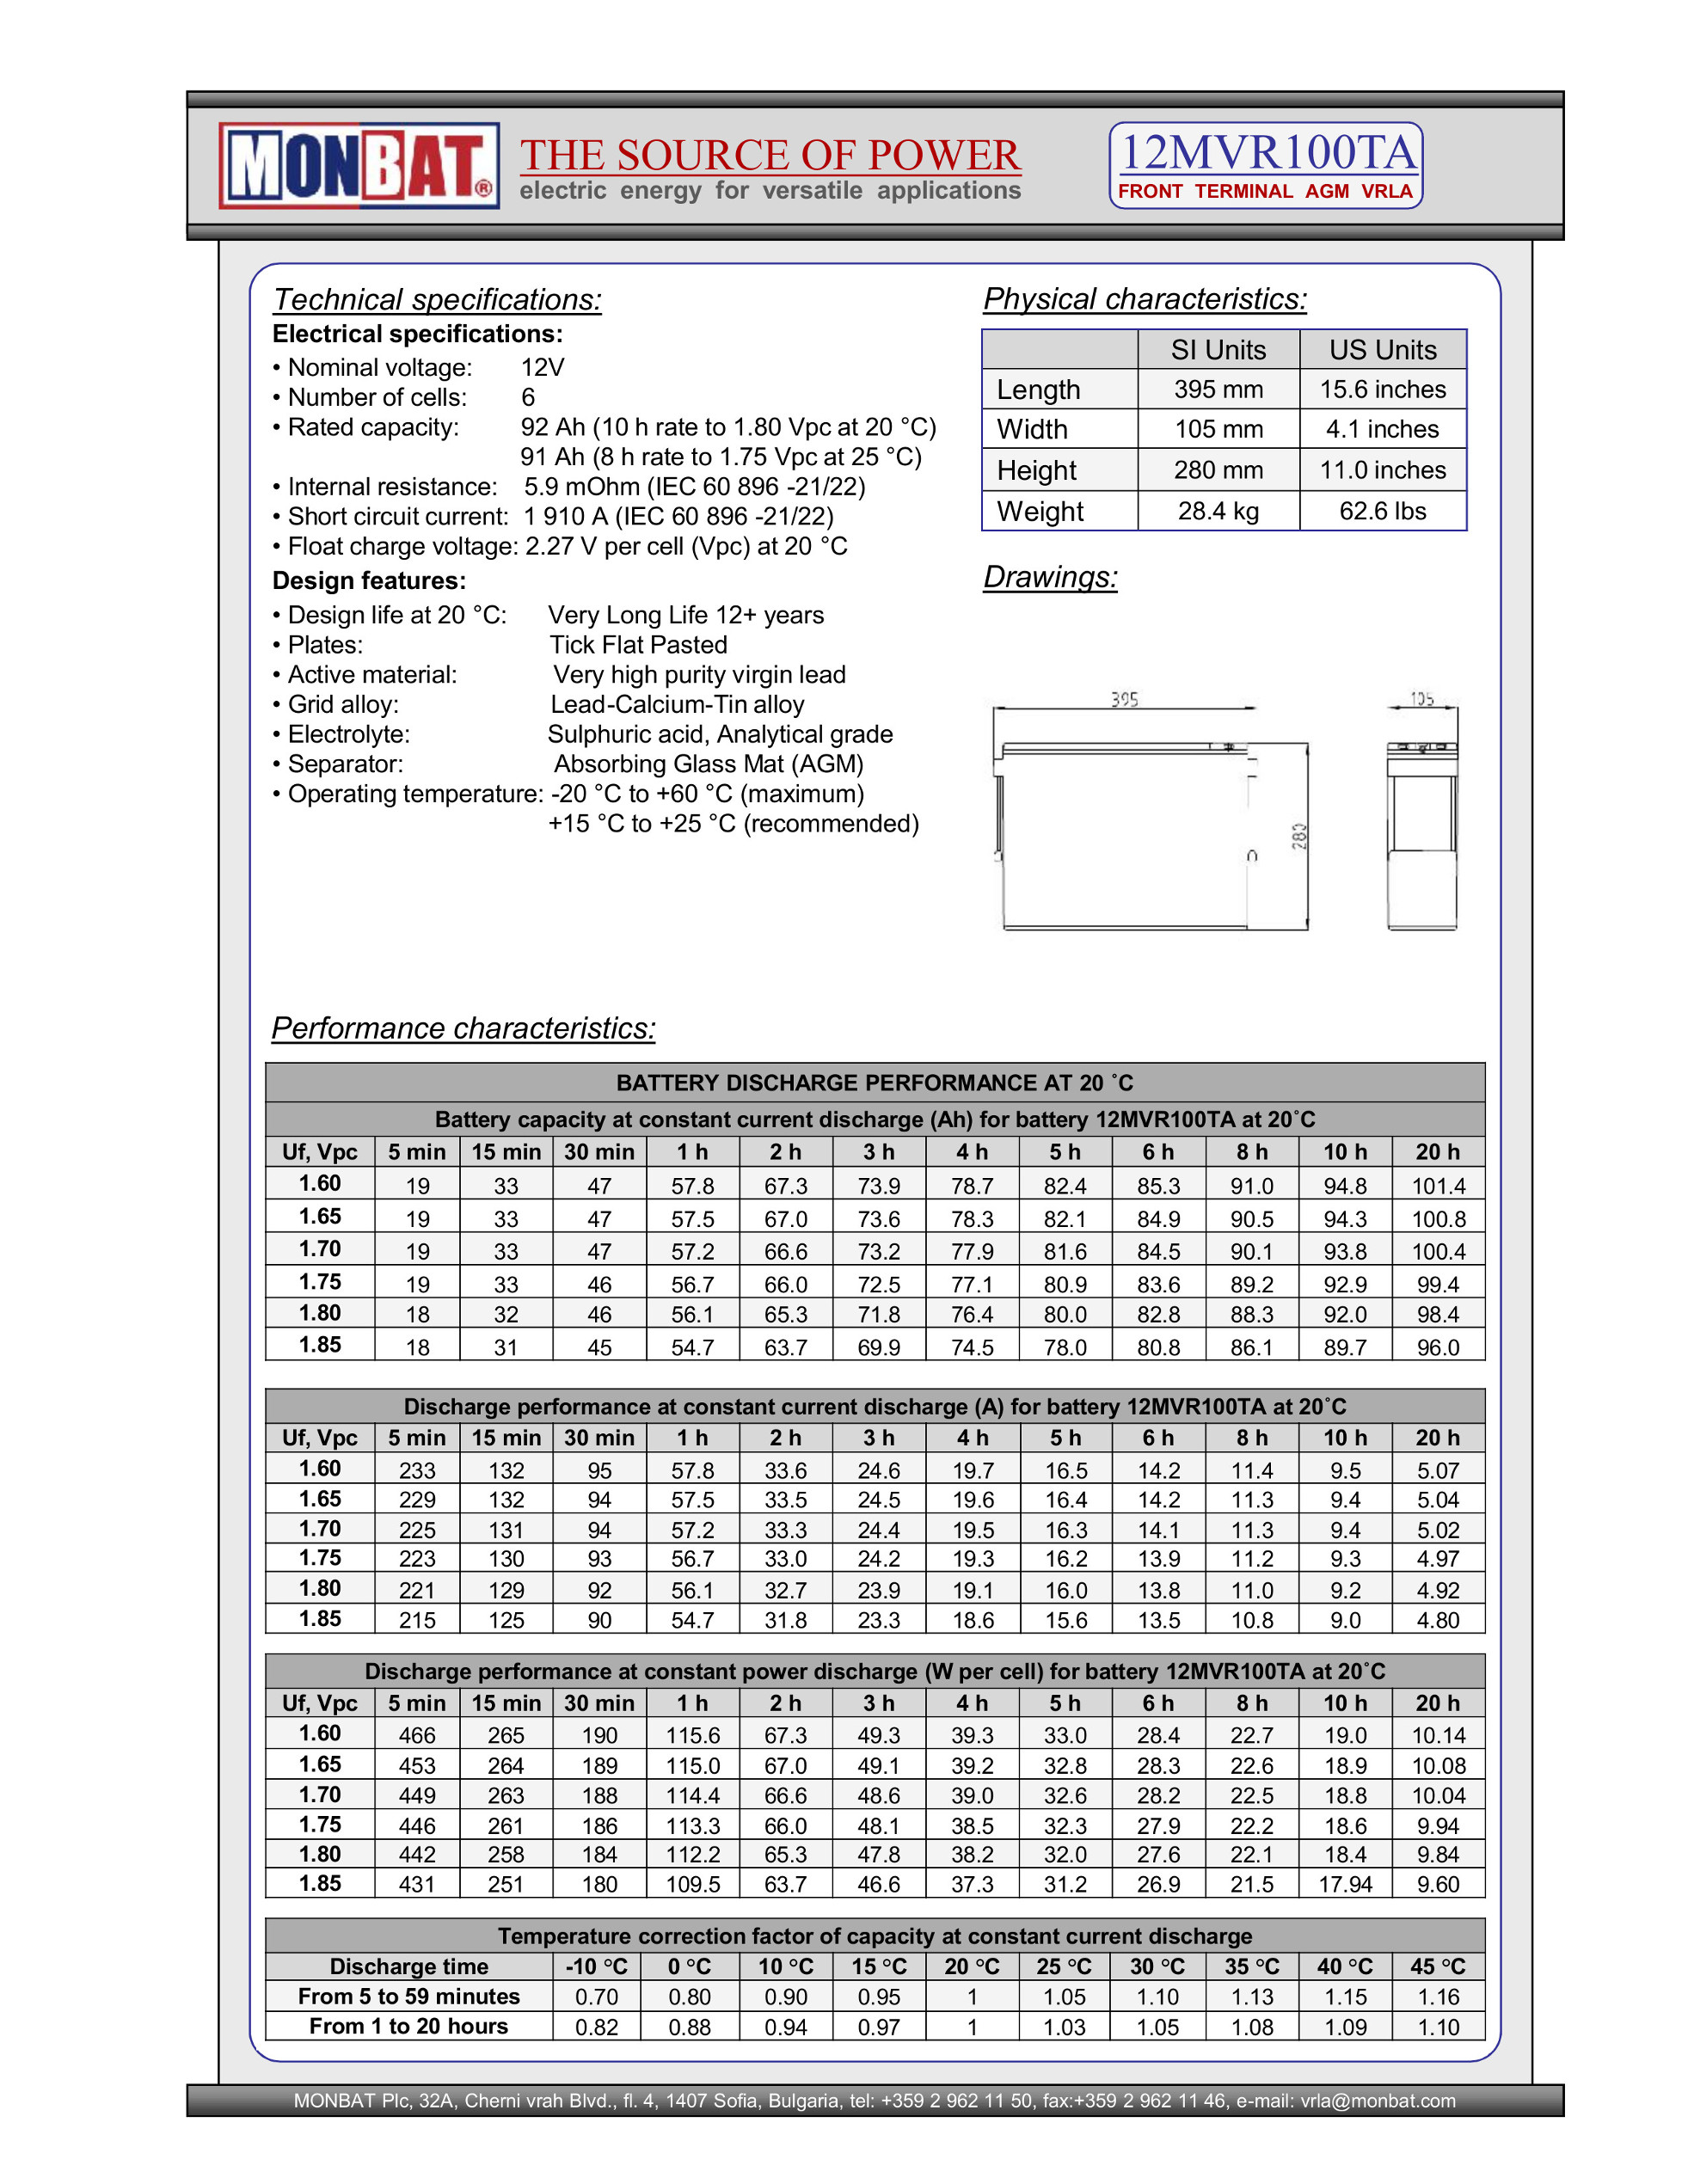 MONBAT®
THE SOURCE OF POWER
electric energy for versatile applications
12MVR100TA
FRONT TERMINAL AGM VRLA
Technical specifications:
Electrical specifications:
• Nominal voltage: 12V
• Number of cells: 6
• Rated capacity: 92 Ah (10 h rate to 1.80 Vpc at 20 °C)
91 Ah (8 h rate to 1.75 Vpc at 25 °C)
• Internal resistance: 5.9 mOhm (IEC 60 896 -21/22)
• Short circuit current: 1 910 A (IEC 60 896 -21/22)
• Float charge voltage: 2.27 V per cell (Vpc) at 20 °C
Design features:
• Design life at 20 °C: Very Long Life 12+ years
• Plates: Tick Flat Pasted
• Active material: Very high purity virgin lead
• Grid alloy: Lead-Calcium-Tin alloy
• Electrolyte: Sulphuric acid, Analytical grade
• Separator: Absorbing Glass Mat (AGM)
• Operating temperature: -20 °C to +60 °C (maximum)
+15 °C to +25 °C (recommended)
Physical characteristics:
SI Units US Units
Length 395 mm 15.6 inches
Width 105 mm 4.1 inches
Height 280 mm 11.0 inches
Weight 28.4 kg 62.6 lbs
Drawings:
395
105
280
Performance characteristics:
BATTERY DISCHARGE PERFORMANCE AT 20 ˚C
Battery capacity at constant current discharge (Ah) for battery 12MVR100TA at 20˚C
Uf, Vpc 5 min 15 min 30 min 1 h 2 h 3 h 4 h 5 h 6 h 8 h 10 h 20 h
1.60 19 33 47 57.8 67.3 73.9 78.7 82.4 85.3 91.0 94.8 101.4
1.65 19 33 47 57.5 67.0 73.6 78.3 82.1 84.9 90.5 94.3 100.8
1.70 19 33 47 57.2 66.6 73.2 77.9 81.6 84.5 90.1 93.8 100.4
1.75 19 33 46 56.7 66.0 72.5 77.1 80.9 83.6 89.2 92.9 99.4
1.80 18 32 46 56.1 65.3 71.8 76.4 80.0 82.8 88.3 92.0 98.4
1.85 18 31 45 54.7 63.7 69.9 74.5 78.0 80.8 86.1 89.7 96.0
Discharge performance at constant current discharge (A) for battery 12MVR100TA at 20˚C
Uf, Vpc 5 min 15 min 30 min 1 h 2 h 3 h 4 h 5 h 6 h 8 h 10 h 20 h
1.60 233 132 95 57.8 33.6 24.6 19.7 16.5 14.2 11.4 9.5 5.07
1.65 229 132 94 57.5 33.5 24.5 19.6 16.4 14.2 11.3 9.4 5.04
1.70 225 131 94 57.2 33.3 24.4 19.5 16.3 14.1 11.3 9.4 5.02
1.75 223 130 93 56.7 33.0 24.2 19.3 16.2 13.9 11.2 9.3 4.97
1.80 221 129 92 56.1 32.7 23.9 19.1 16.0 13.8 11.0 9.2 4.92
1.85 215 125 90 54.7 31.8 23.3 18.6 15.6 13.5 10.8 9.0 4.80
Discharge performance at constant power discharge (W per cell) for battery 12MVR100TA at 20˚C
Uf, Vpc 5 min 15 min 30 min 1 h 2 h 3 h 4 h 5 h 6 h 8 h 10 h 20 h
1.60 466 265 190 115.6 67.3 49.3 39.3 33.0 28.4 22.7 19.0 10.14
1.65 453 264 189 115.0 67.0 49.1 39.2 32.8 28.3 22.6 18.9 10.08
1.70 449 263 188 114.4 66.6 48.6 39.0 32.6 28.2 22.5 18.8 10.04
1.75 446 261 186 113.3 66.0 48.1 38.5 32.3 27.9 22.2 18.6 9.94
1.80 442 258 184 112.2 65.3 47.8 38.2 32.0 27.6 22.1 18.4 9.84
1.85 431 251 180 109.5 63.7 46.6 37.3 31.2 26.9 21.5 17.94 9.60
Temperature correction factor of capacity at constant current discharge
Discharge time -10 °C 0 °C 10 °C 15 °C 20 °C 25 °C 30 °C 35 °C 40 °C 45 °C
From 5 to 59 minutes 0.70 0.80 0.90 0.95 1 1.05 1.10 1.13 1.15 1.16
From 1 to 20 hours 0.82 0.88 0.94 0.97 1 1.03 1.05 1.08 1.09 1.10
MONBAT Plc, 32A, Cherni vrah Blvd., fl. 4, 1407 Sofia, Bulgaria, tel: +359 2 962 11 50, fax:+359 2 962 11 46, e-mail: vrla@monbat.com